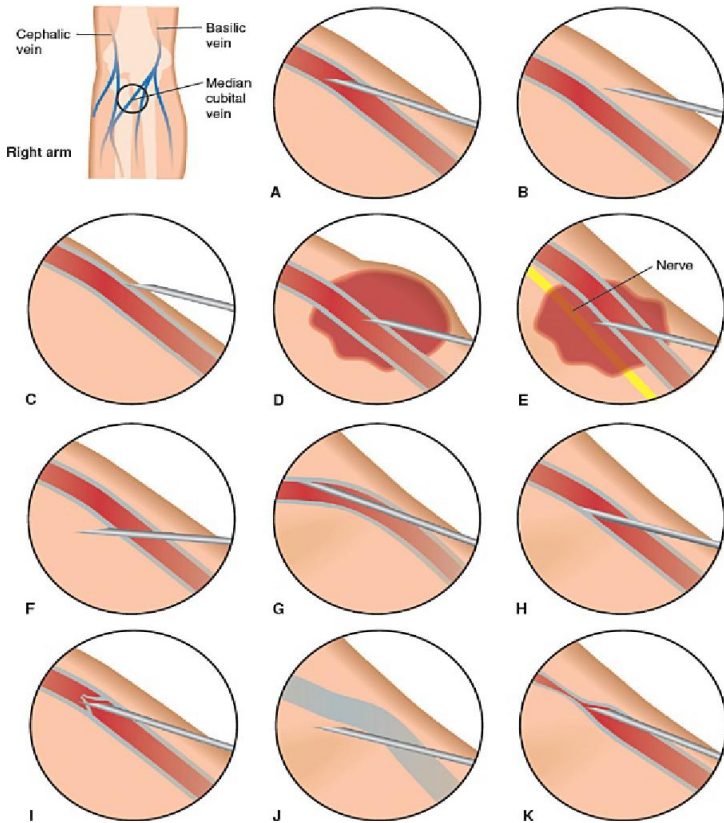 Cephalic
vein
Basilic
vein
Median
cubital
vein
Right arm
A
B
C
D
Nerve
E
F
G
H
I
J
K